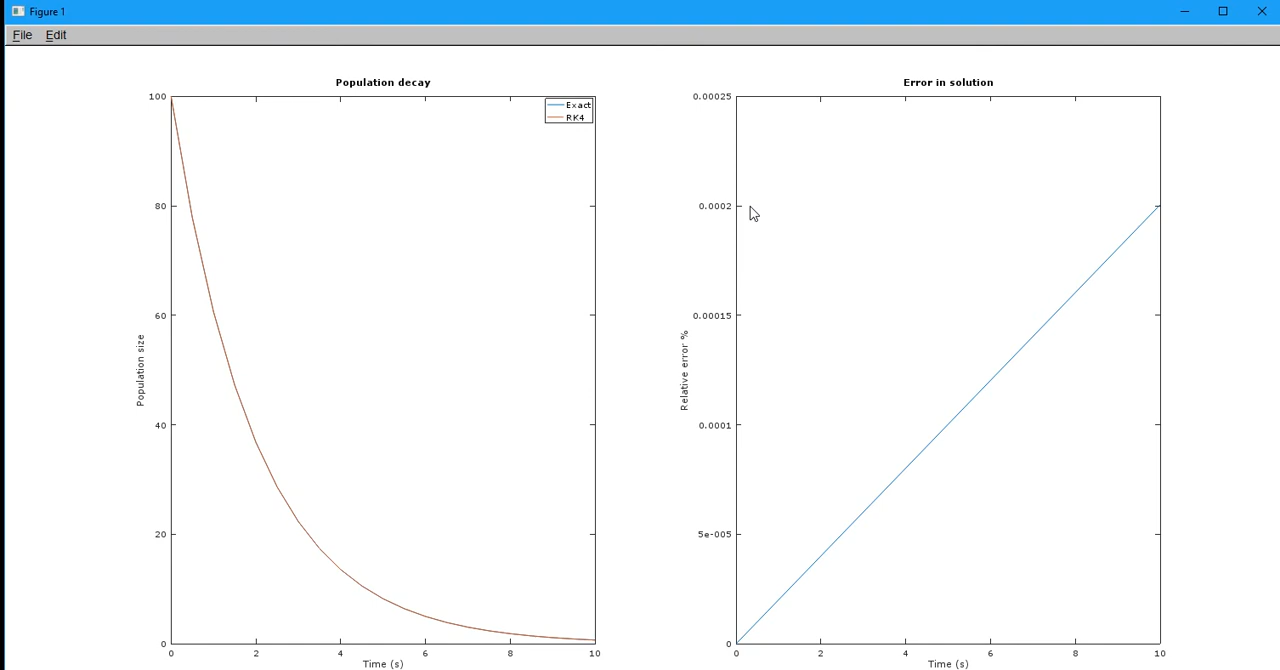 Figure 1
File Edit
Population decay
100
80
60
40
20
0
0 2 4 6 8 10
Population size
Time (s)
Exact
RK4
Error in solution
0.00025
0.0002
0.00015
0.0001
5e-005
0
0 2 4 6 8 10
Relative error %
Time (s)